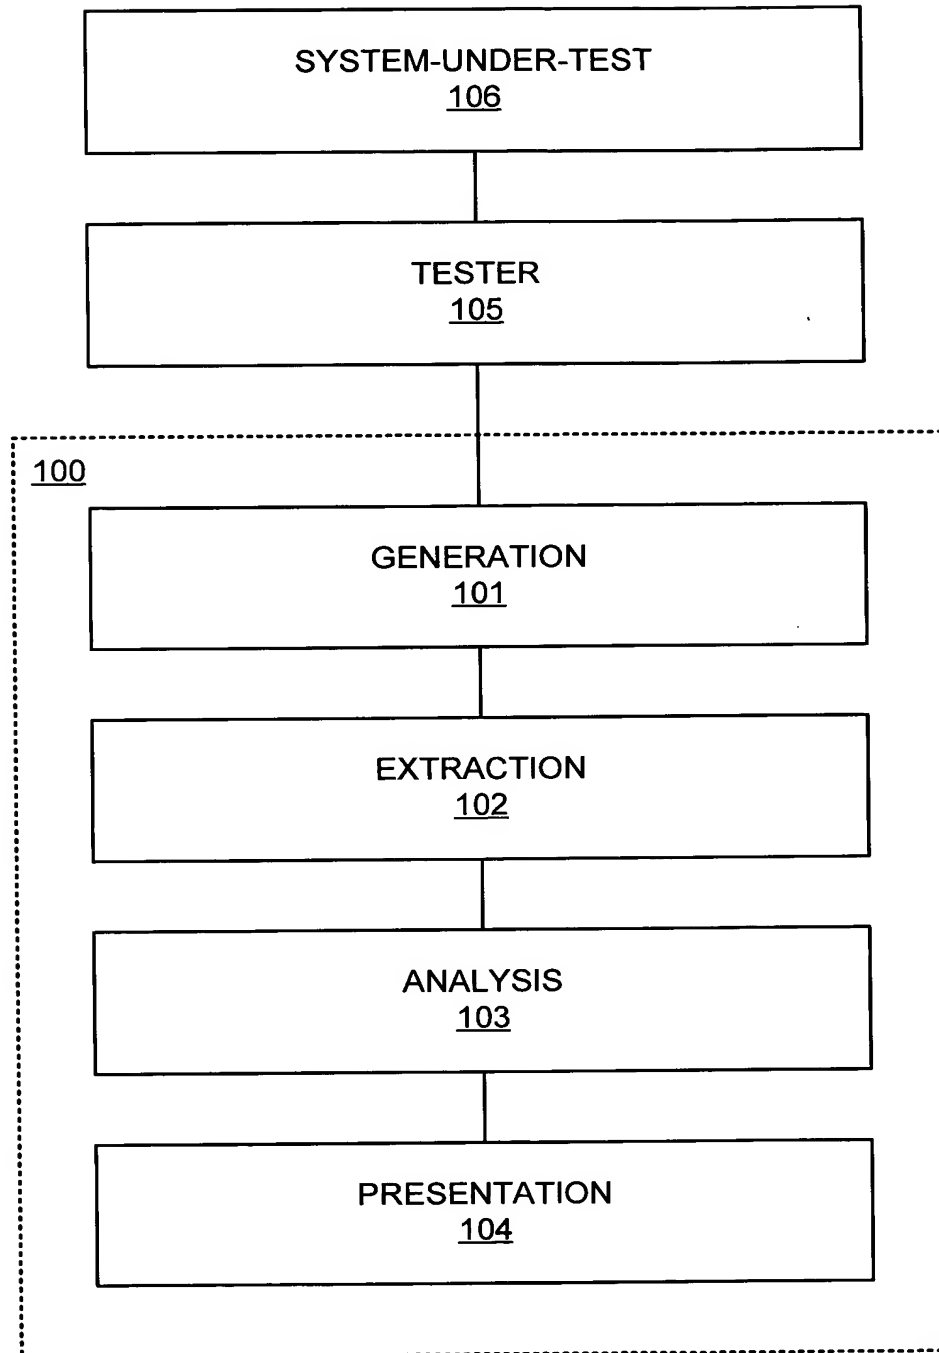 SYSTEM-UNDER-TEST
106
TESTER
105
100
GENERATION
101
EXTRACTION
102
ANALYSIS
103
PRESENTATION
104